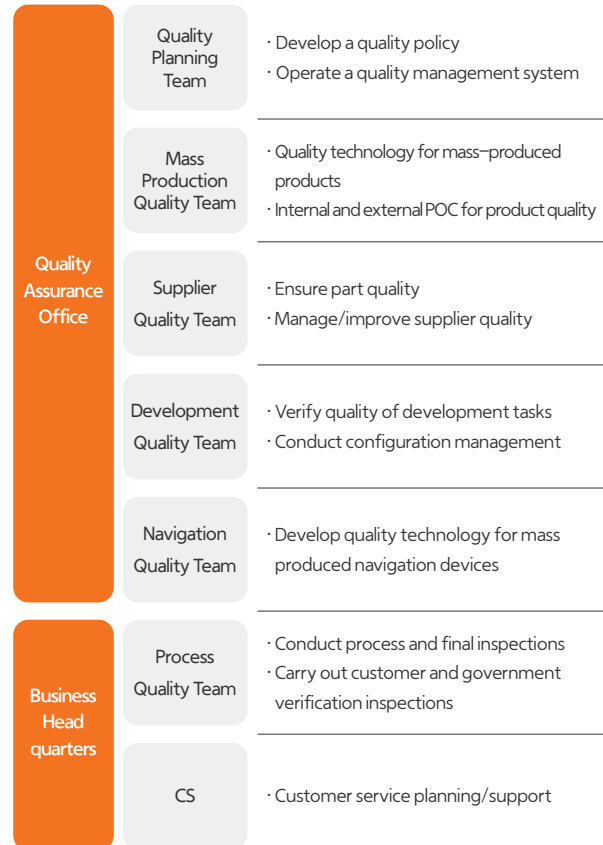 Quality
Assurance
Office
Quality
Planning
Team
· Develop a quality policy
· Operate a quality management system
Mass
Production
Quality Team
· Quality technology for mass-produced
products
· Internal and external POC for product quality
Supplier
Quality Team
· Ensure part quality
· Manage/improve supplier quality
Development
Quality Team
· Verify quality of development tasks
· Conduct configuration management
Navigation
Quality Team
· Develop quality technology for mass
produced navigation devices
Business
Head
quarters
Process
Quality Team
· Conduct process and final inspections
· Carry out customer and government
verification inspections
CS
· Customer service planning/support